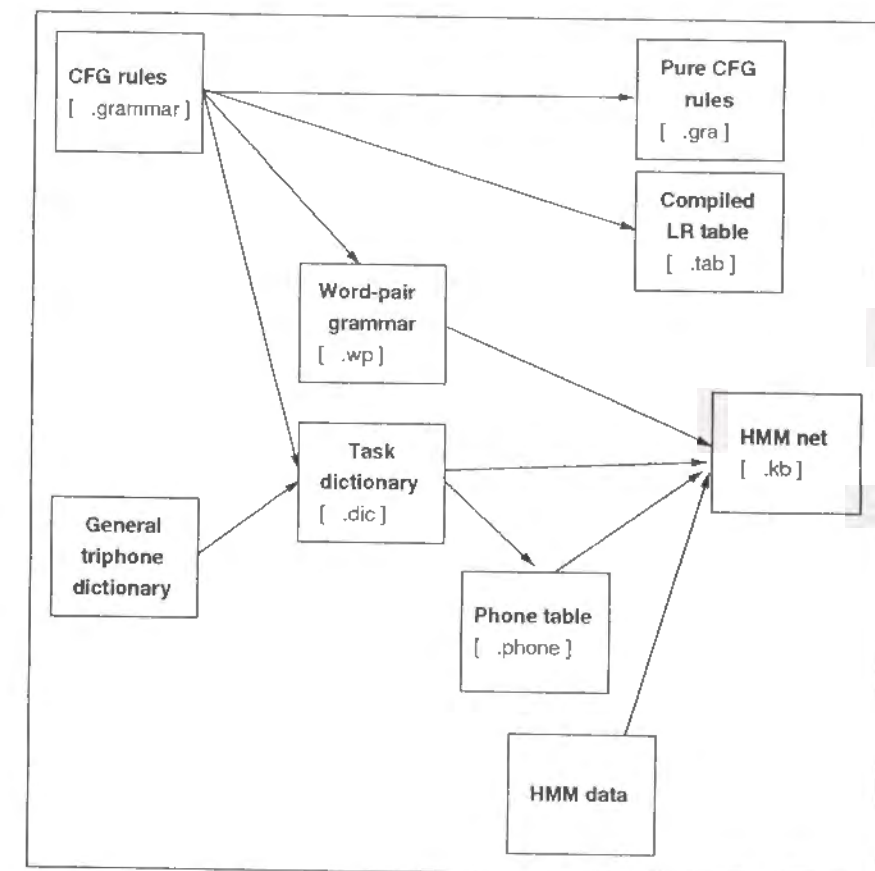 CFG rules
[ .grammar ]
Pure CFG
rules
[ .gra ]
Compiled
LR table
[ .tab ]
Word-pair
grammar
[ .wp ]
HMM net
[ .kb ]
Task
dictionary
[ .dic ]
General
triphone
dictionary
Phone table
[ .phone ]
HMM data